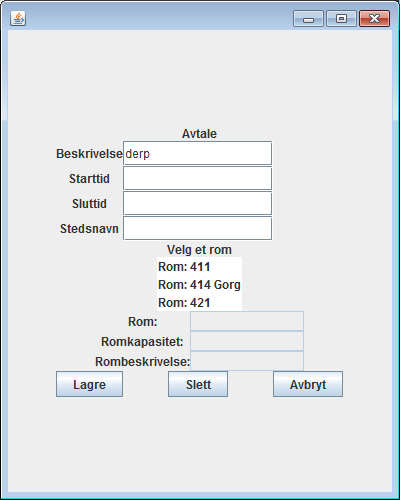 Avtale
Beskrivelse derp
Starttid
Sluttid
Stedsnavn
Velg et rom
Rom: 411
Rom: 414 Gorg
Rom: 421
Rom:
Romkapasitet:
Rombeskrivelse:
Lagre Slett Avbryt